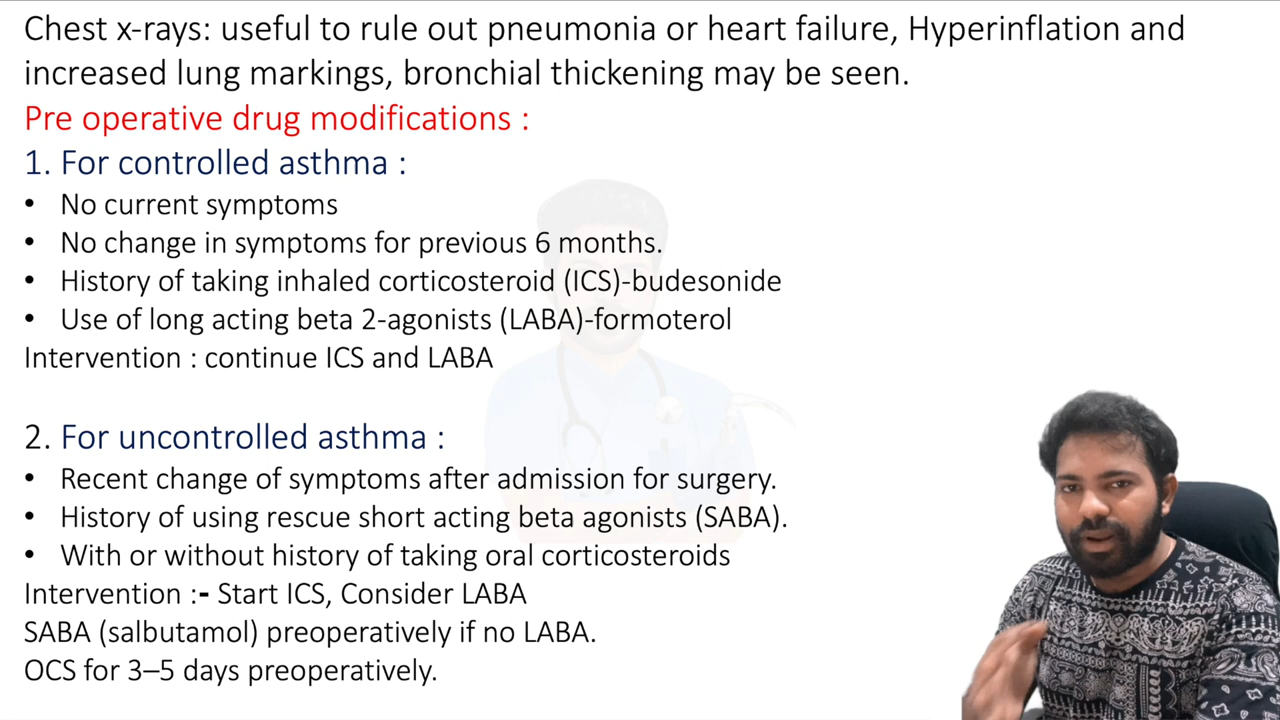 Chest x-rays: useful to rule out pneumonia or heart failure, Hyperinflation and
increased lung markings, bronchial thickening may be seen.
Pre operative drug modifications :
1. For controlled asthma :
• No current symptoms
• No change in symptoms for previous 6 months.
• History of taking inhaled corticosteroid (ICS)-budesonide
• Use of long acting beta 2-agonists (LABA)-formoterol
Intervention : continue ICS and LABA
2. For uncontrolled asthma :
• Recent change of symptoms after admission for surgery.
• History of using rescue short acting beta agonists (SABA).
• With or without history of taking oral corticosteroids
Intervention :- Start ICS, Consider LABA
SABA (salbutamol) preoperatively if no LABA.
OCS for 3–5 days preoperatively.